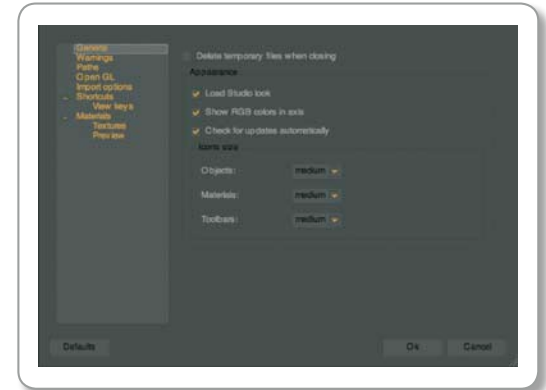 General
Warnings
Paths
Open GL
Import options
Shortcuts
View keys
Materials
Textures
Preview
Delete temporary files when closing
Appearance
Load Studio look
Show RGB colors in axis
Check for updates automatically
Icons size
Objects: medium
Materials: medium
Toolbars: medium
Defaults Ok Cancel